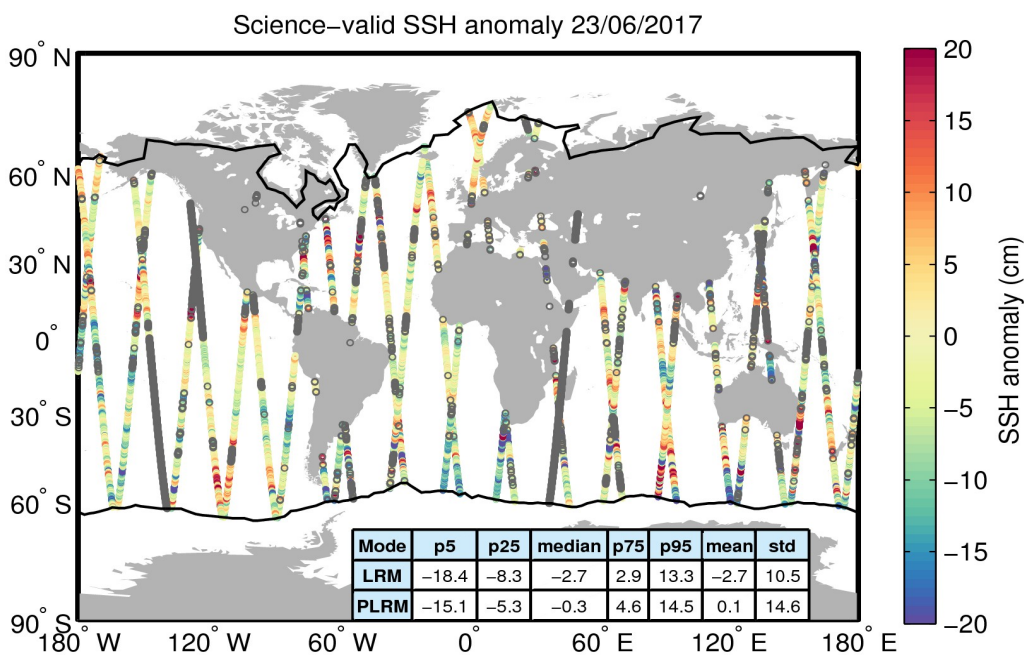 Science−valid SSH anomaly 23/06/2017
90° N
60° N
30° N
0°
30° S
60° S
90° S
180° W
120° W
60° W
0°
60° E
120° E
180° E
Mode p5 p25 median p75 p95 mean std
LRM −18.4 −8.3 −2.7 2.9 13.3 −2.7 10.5
PLRM −15.1 −5.3 −0.3 4.6 14.5 0.1 14.6
20
15
10
5
0
−5
−10
−15
−20
SSH anomaly (cm)